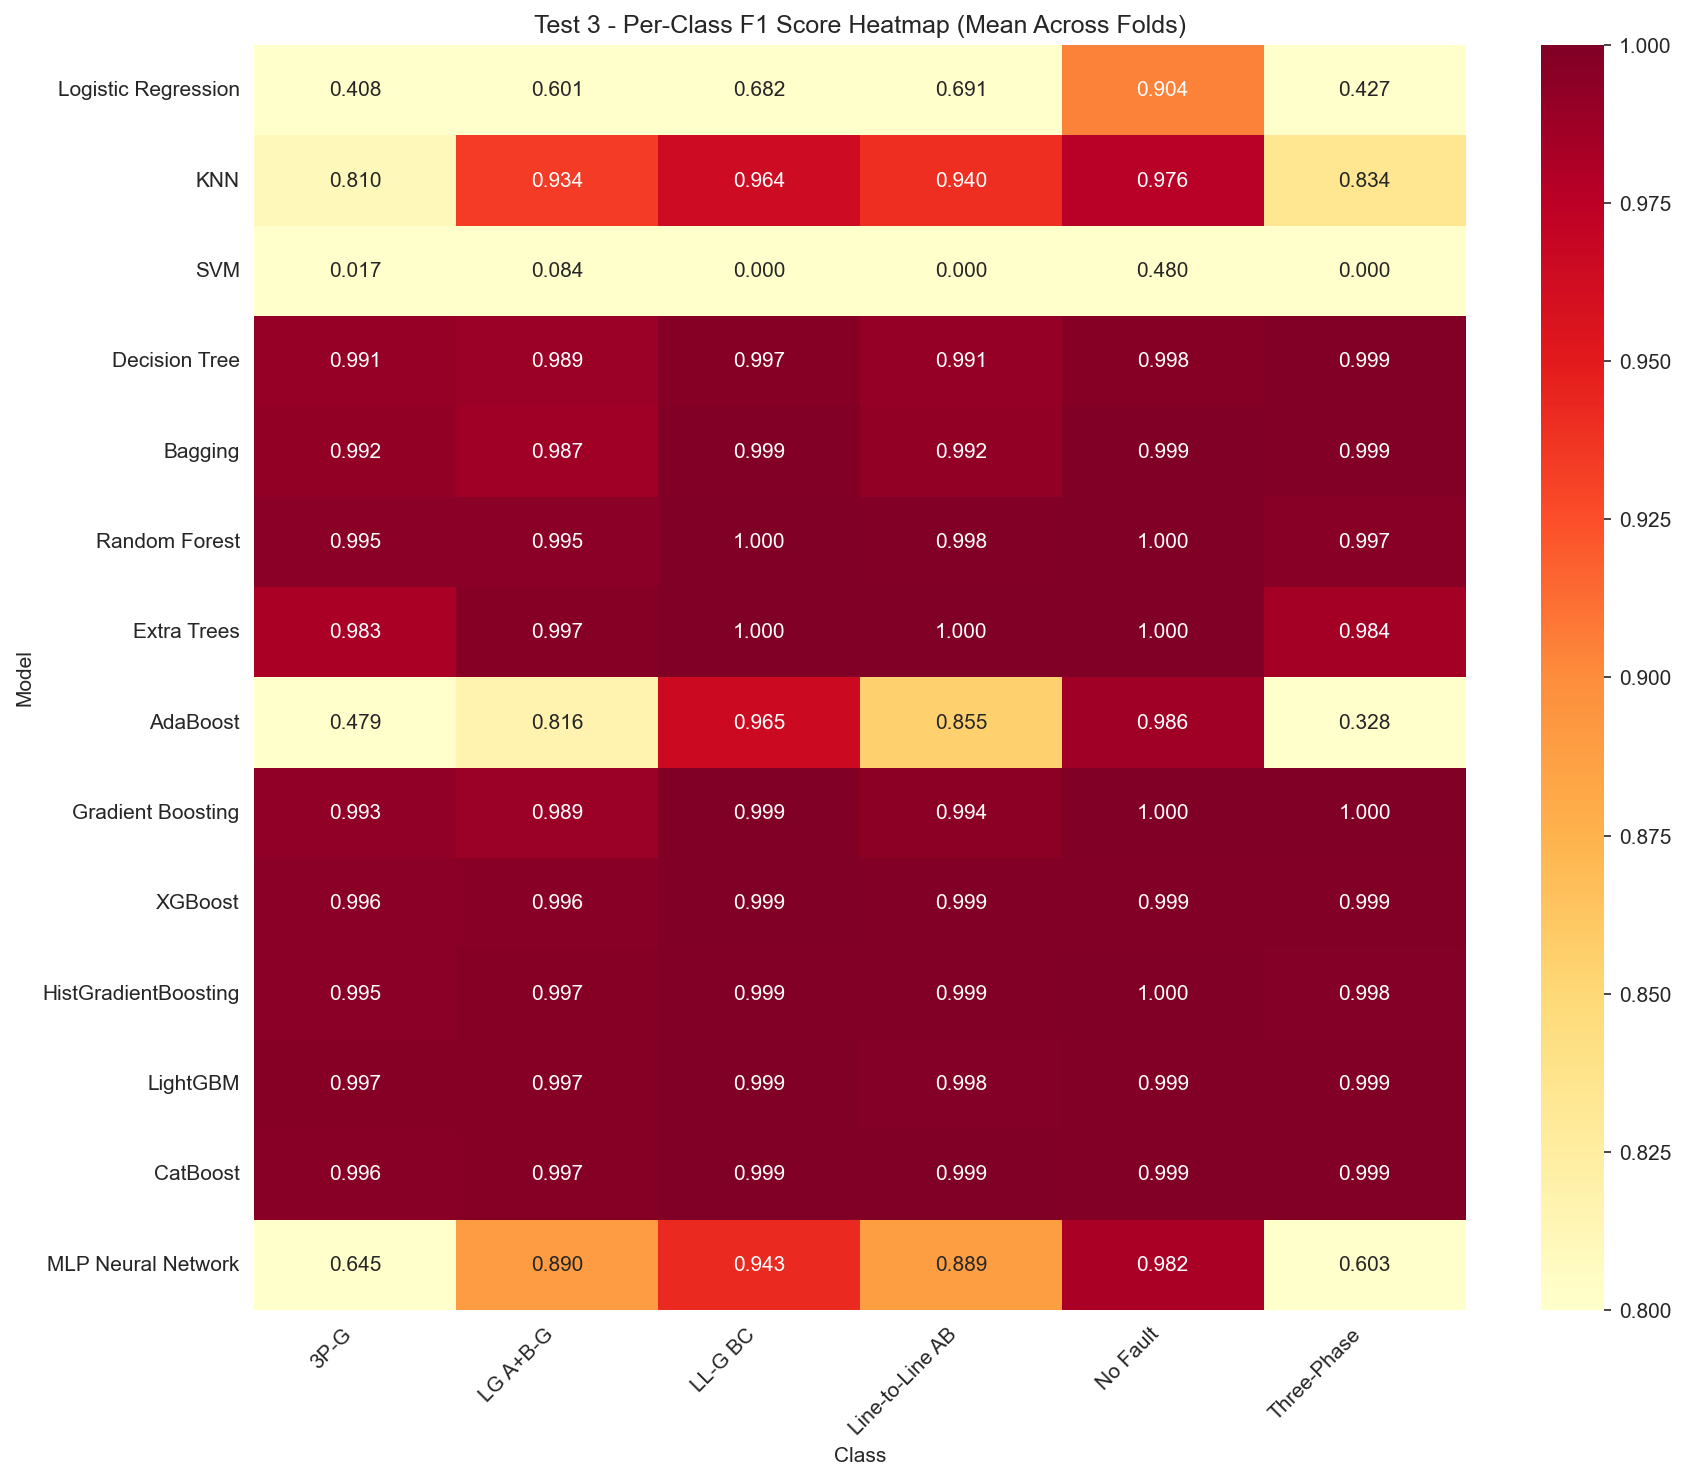 Test 3 - Per-Class F1 Score Heatmap (Mean Across Folds)
Logistic Regression 0.408 0.601 0.682 0.691 0.904 0.427
KNN 0.810 0.934 0.964 0.940 0.976 0.834
SVM 0.017 0.084 0.000 0.000 0.480 0.000
Decision Tree 0.991 0.989 0.997 0.991 0.998 0.999
Bagging 0.992 0.987 0.999 0.992 0.999 0.999
Random Forest 0.995 0.995 1.000 0.998 1.000 0.997
Extra Trees 0.983 0.997 1.000 1.000 1.000 0.984
AdaBoost 0.479 0.816 0.965 0.855 0.986 0.328
Gradient Boosting 0.993 0.989 0.999 0.994 1.000 1.000
XGBoost 0.996 0.996 0.999 0.999 0.999 0.999
HistGradientBoosting 0.995 0.997 0.999 0.999 1.000 0.998
LightGBM 0.997 0.997 0.999 0.998 0.999 0.999
CatBoost 0.996 0.997 0.999 0.999 0.999 0.999
MLP Neural Network 0.645 0.890 0.943 0.889 0.982 0.603
Model
3P-G
LG A+B-G
LL-G BC
Line-to-Line AB
No Fault
Three-Phase
Class
1.000
0.975
0.950
0.925
0.900
0.875
0.850
0.825
0.800